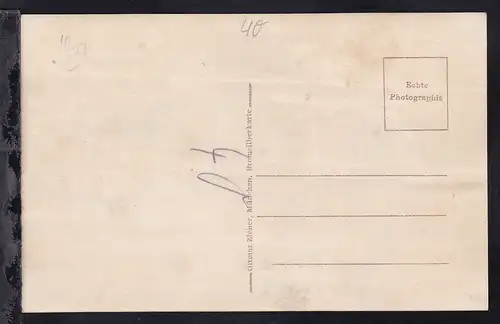 40
Echte
Photographie
Ottmar Zieher, München, Bromsilberkarte